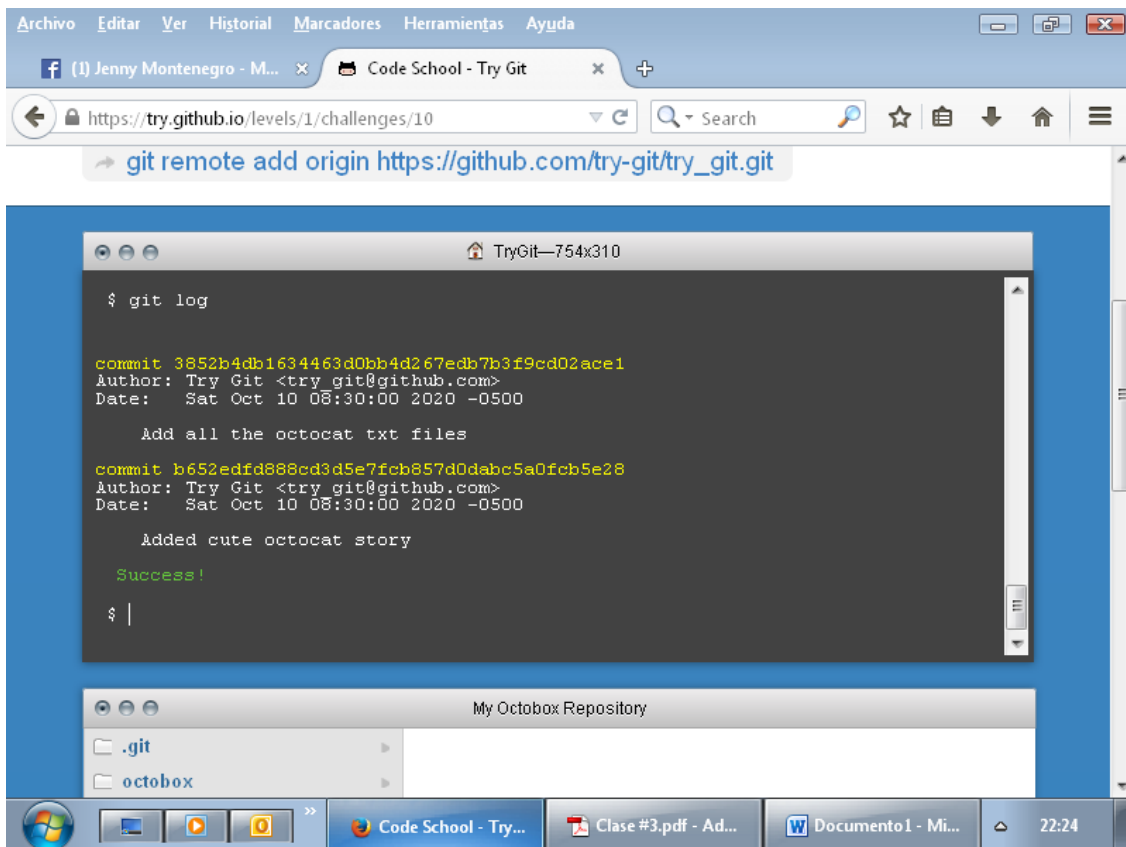 Archivo Editar Ver Historial Marcadores Herramientas Ayuda
(1) Jenny Montenegro - M... Code School - Try Git
https://try.github.io/levels/1/challenges/10 Search
git remote add origin https://github.com/try-git/try_git.git
TryGit—754x310
$ git log
commit 3852b4db1634463d0bb4d267edb7b3f9cd02ace1
Author: Try Git <try_git@github.com>
Date: Sat Oct 10 08:30:00 2020 -0500
Add all the octocat txt files
commit b652edfd888cd3d5e7fcb857d0dabc5a0fcb5e28
Author: Try Git <try_git@github.com>
Date: Sat Oct 10 08:30:00 2020 -0500
Added cute octocat story
Success!
$
My Octobox Repository
.git
octobox
Code School - Try... Clase #3.pdf - Ad... Documento1 - Mi... 22:24